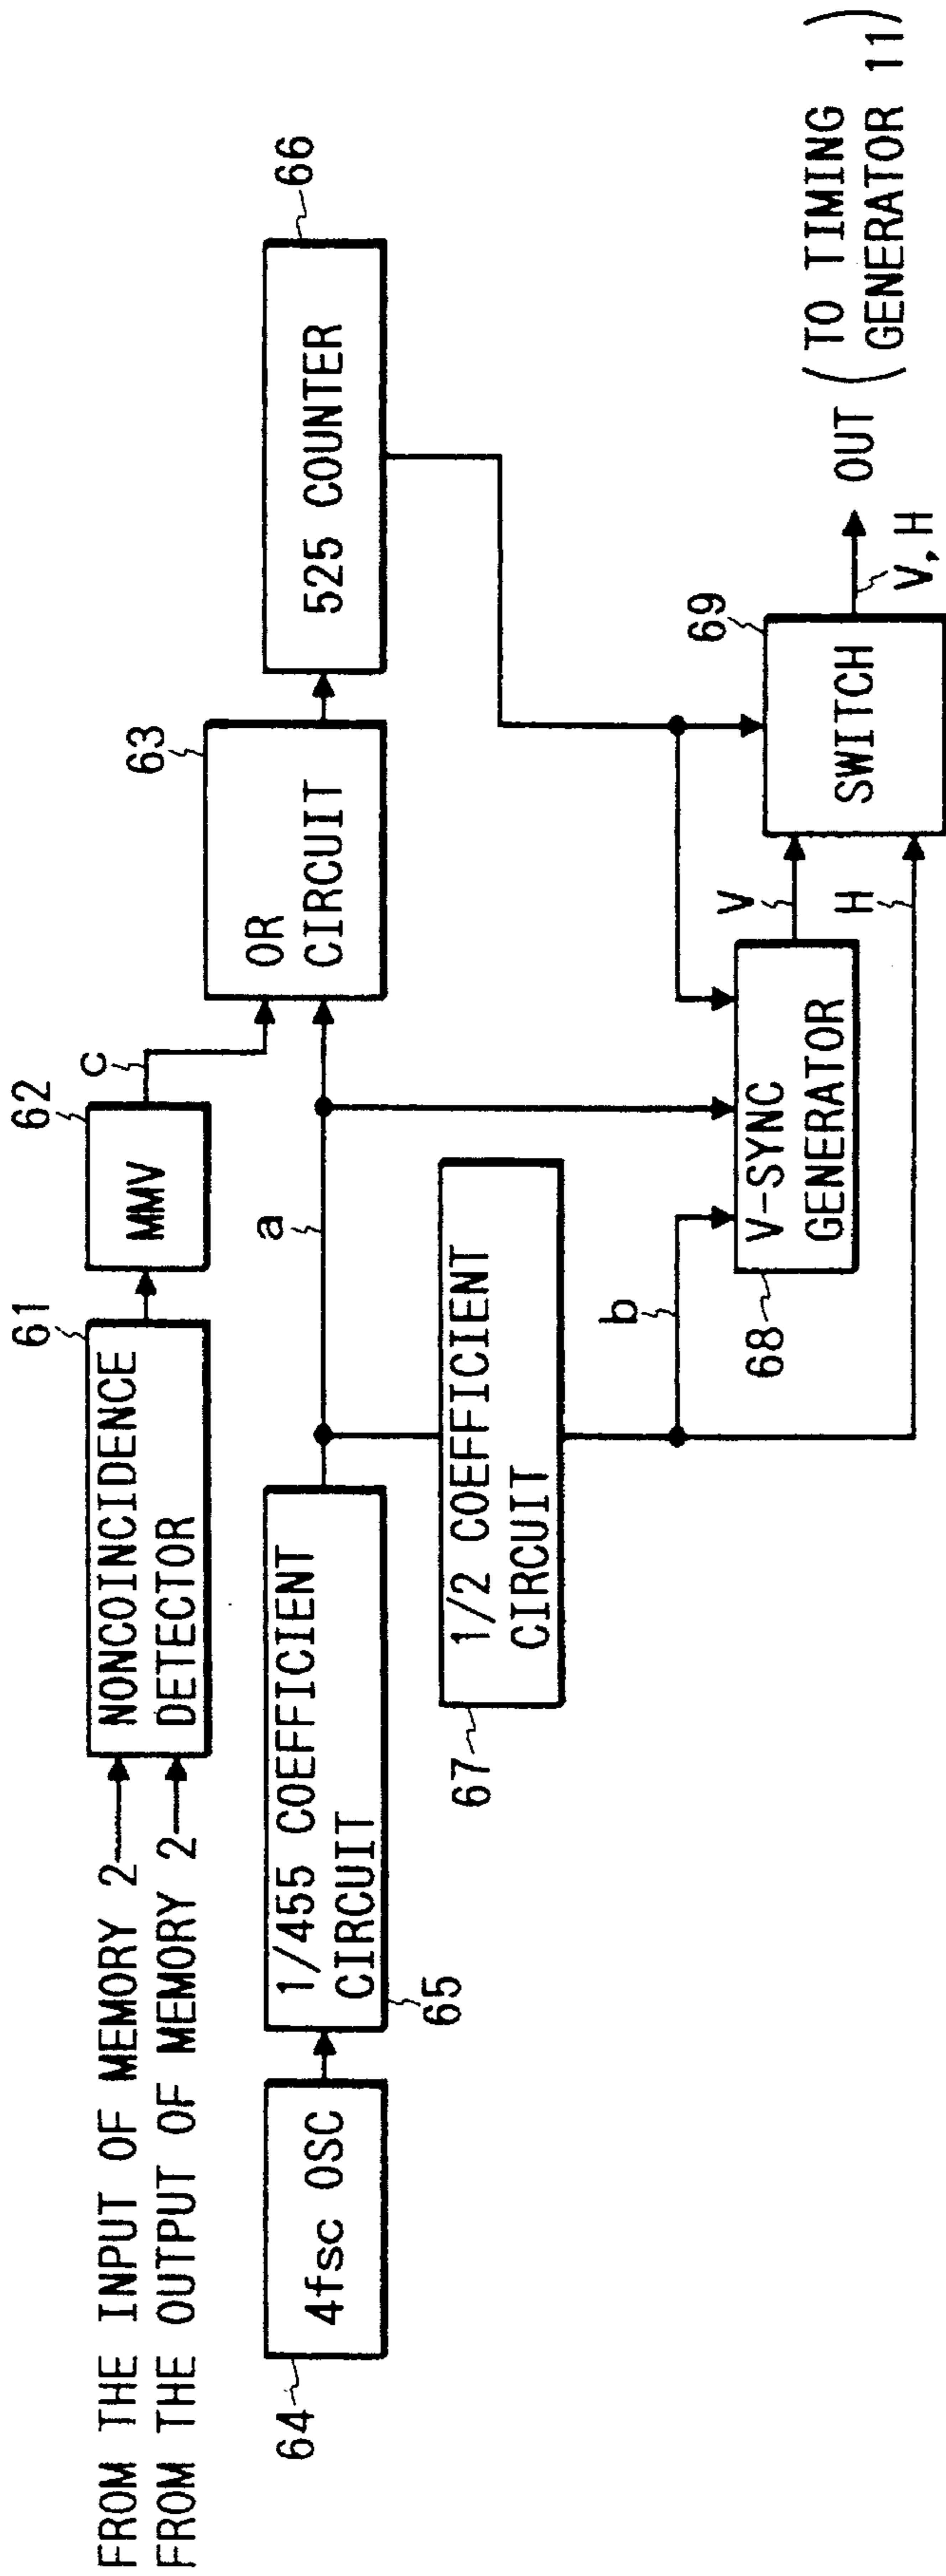 FROM THE INPUT OF MEMORY 2
FROM THE OUTPUT OF MEMORY 2
61
NONCOINCIDENCE
DETECTOR
62
MMV
c
63
OR
CIRCUIT
66
525 COUNTER
64
4fsc OSC
65
1/455 COEFFICIENT
CIRCUIT
a
67
1/2 COEFFICIENT
CIRCUIT
b
68
V-SYNC
GENERATOR
V
H
69
SWITCH
V, H
OUT (TO TIMING
GENERATOR 11)